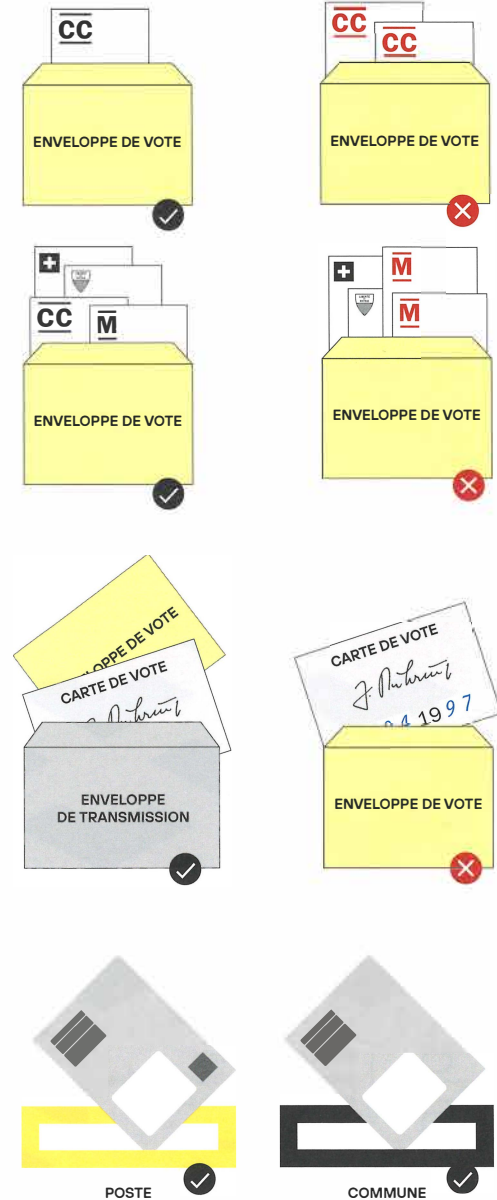 CC
ENVELOPPE DE VOTE
CC
CC
ENVELOPPE DE VOTE
CC
M
ENVELOPPE DE VOTE
M
M
ENVELOPPE DE VOTE
LOPPE DE VOTE
CARTE DE VOTE
ENVELOPPE
DE TRANSMISSION
CARTE DE VOTE
1997
ENVELOPPE DE VOTE
POSTE
COMMUNE